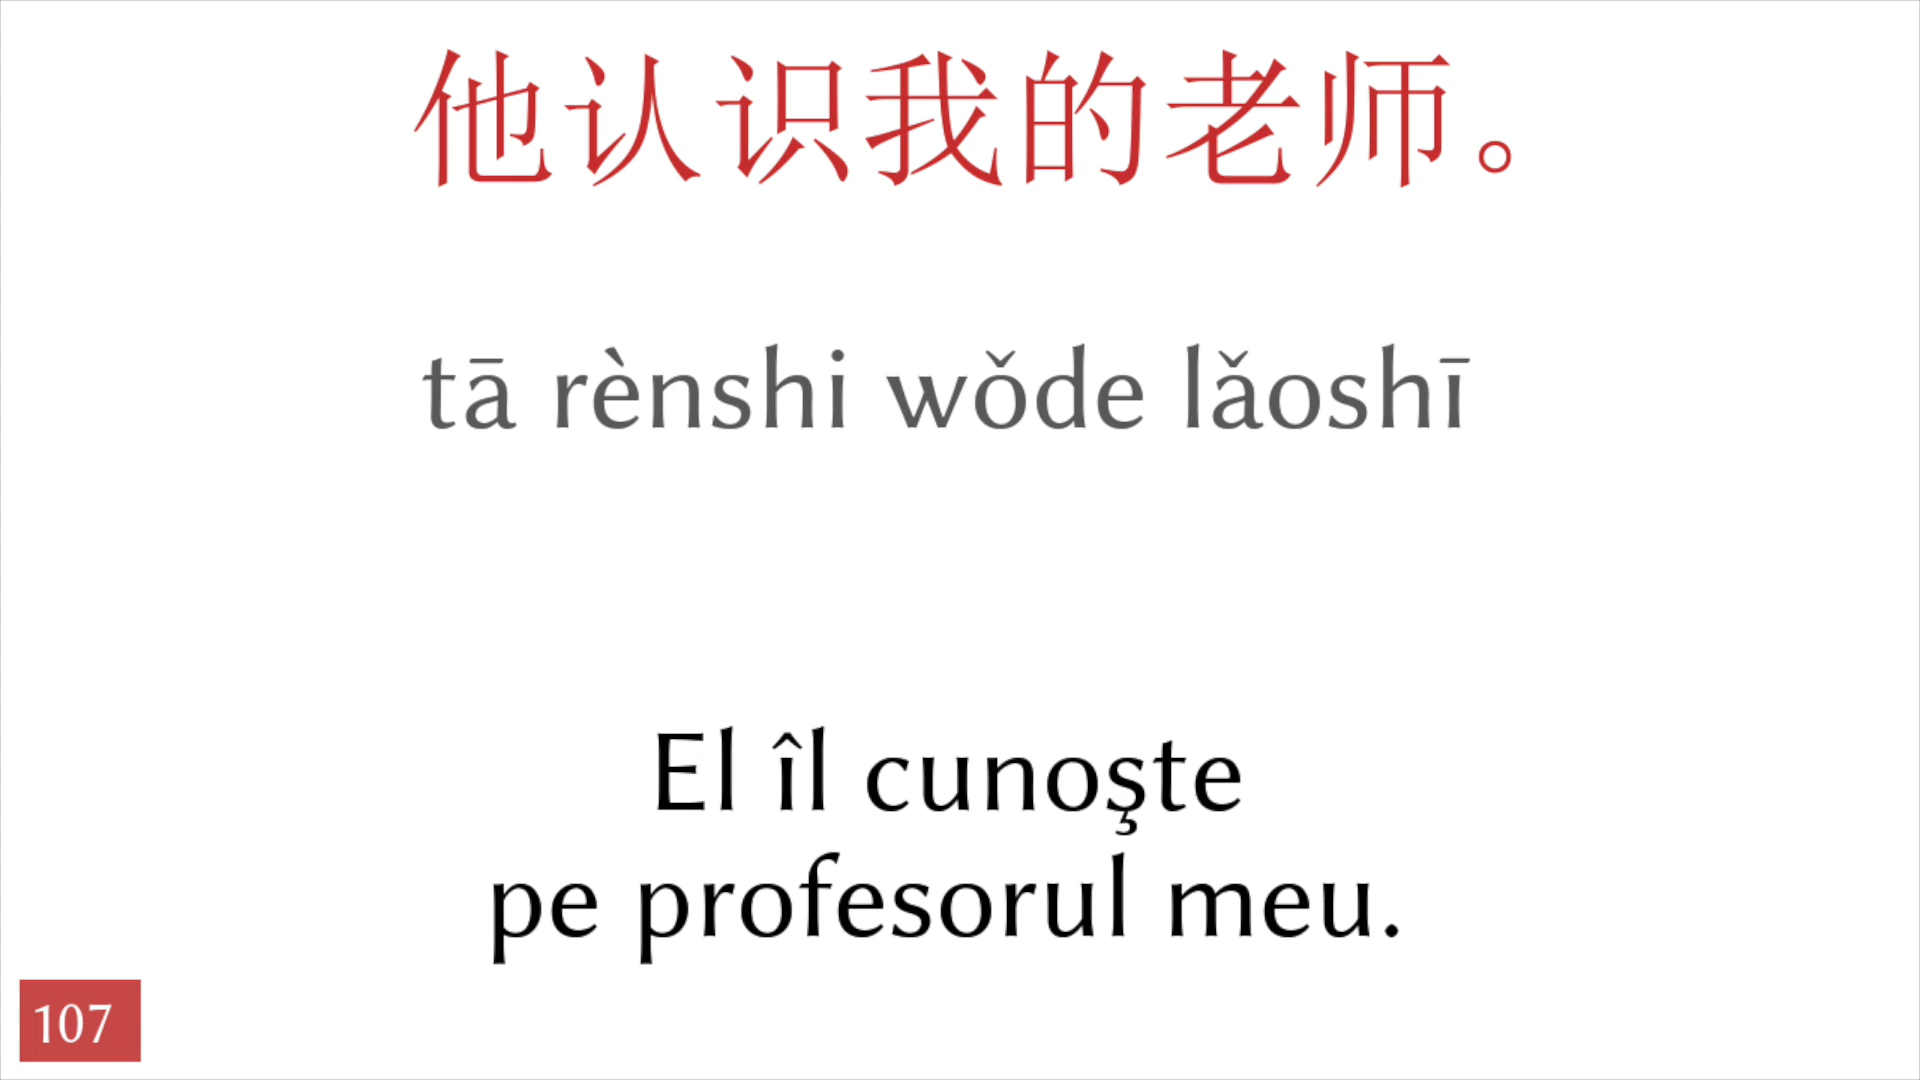 他认识我的老师。
tā rènshi wǒde lǎoshī
El îl cunoşte
pe profesorul meu.
107